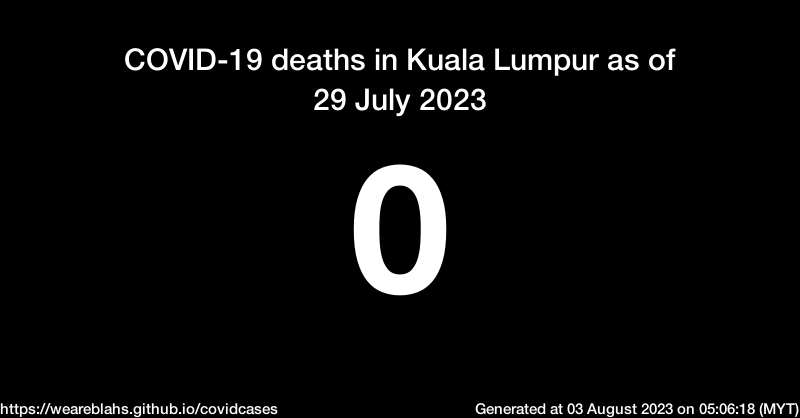 COVID-19 deaths in Kuala Lumpur as of
29 July 2023
0
https://weareblahs.github.io/covidcases
Generated at 03 August 2023 on 05:06:18 (MYT)